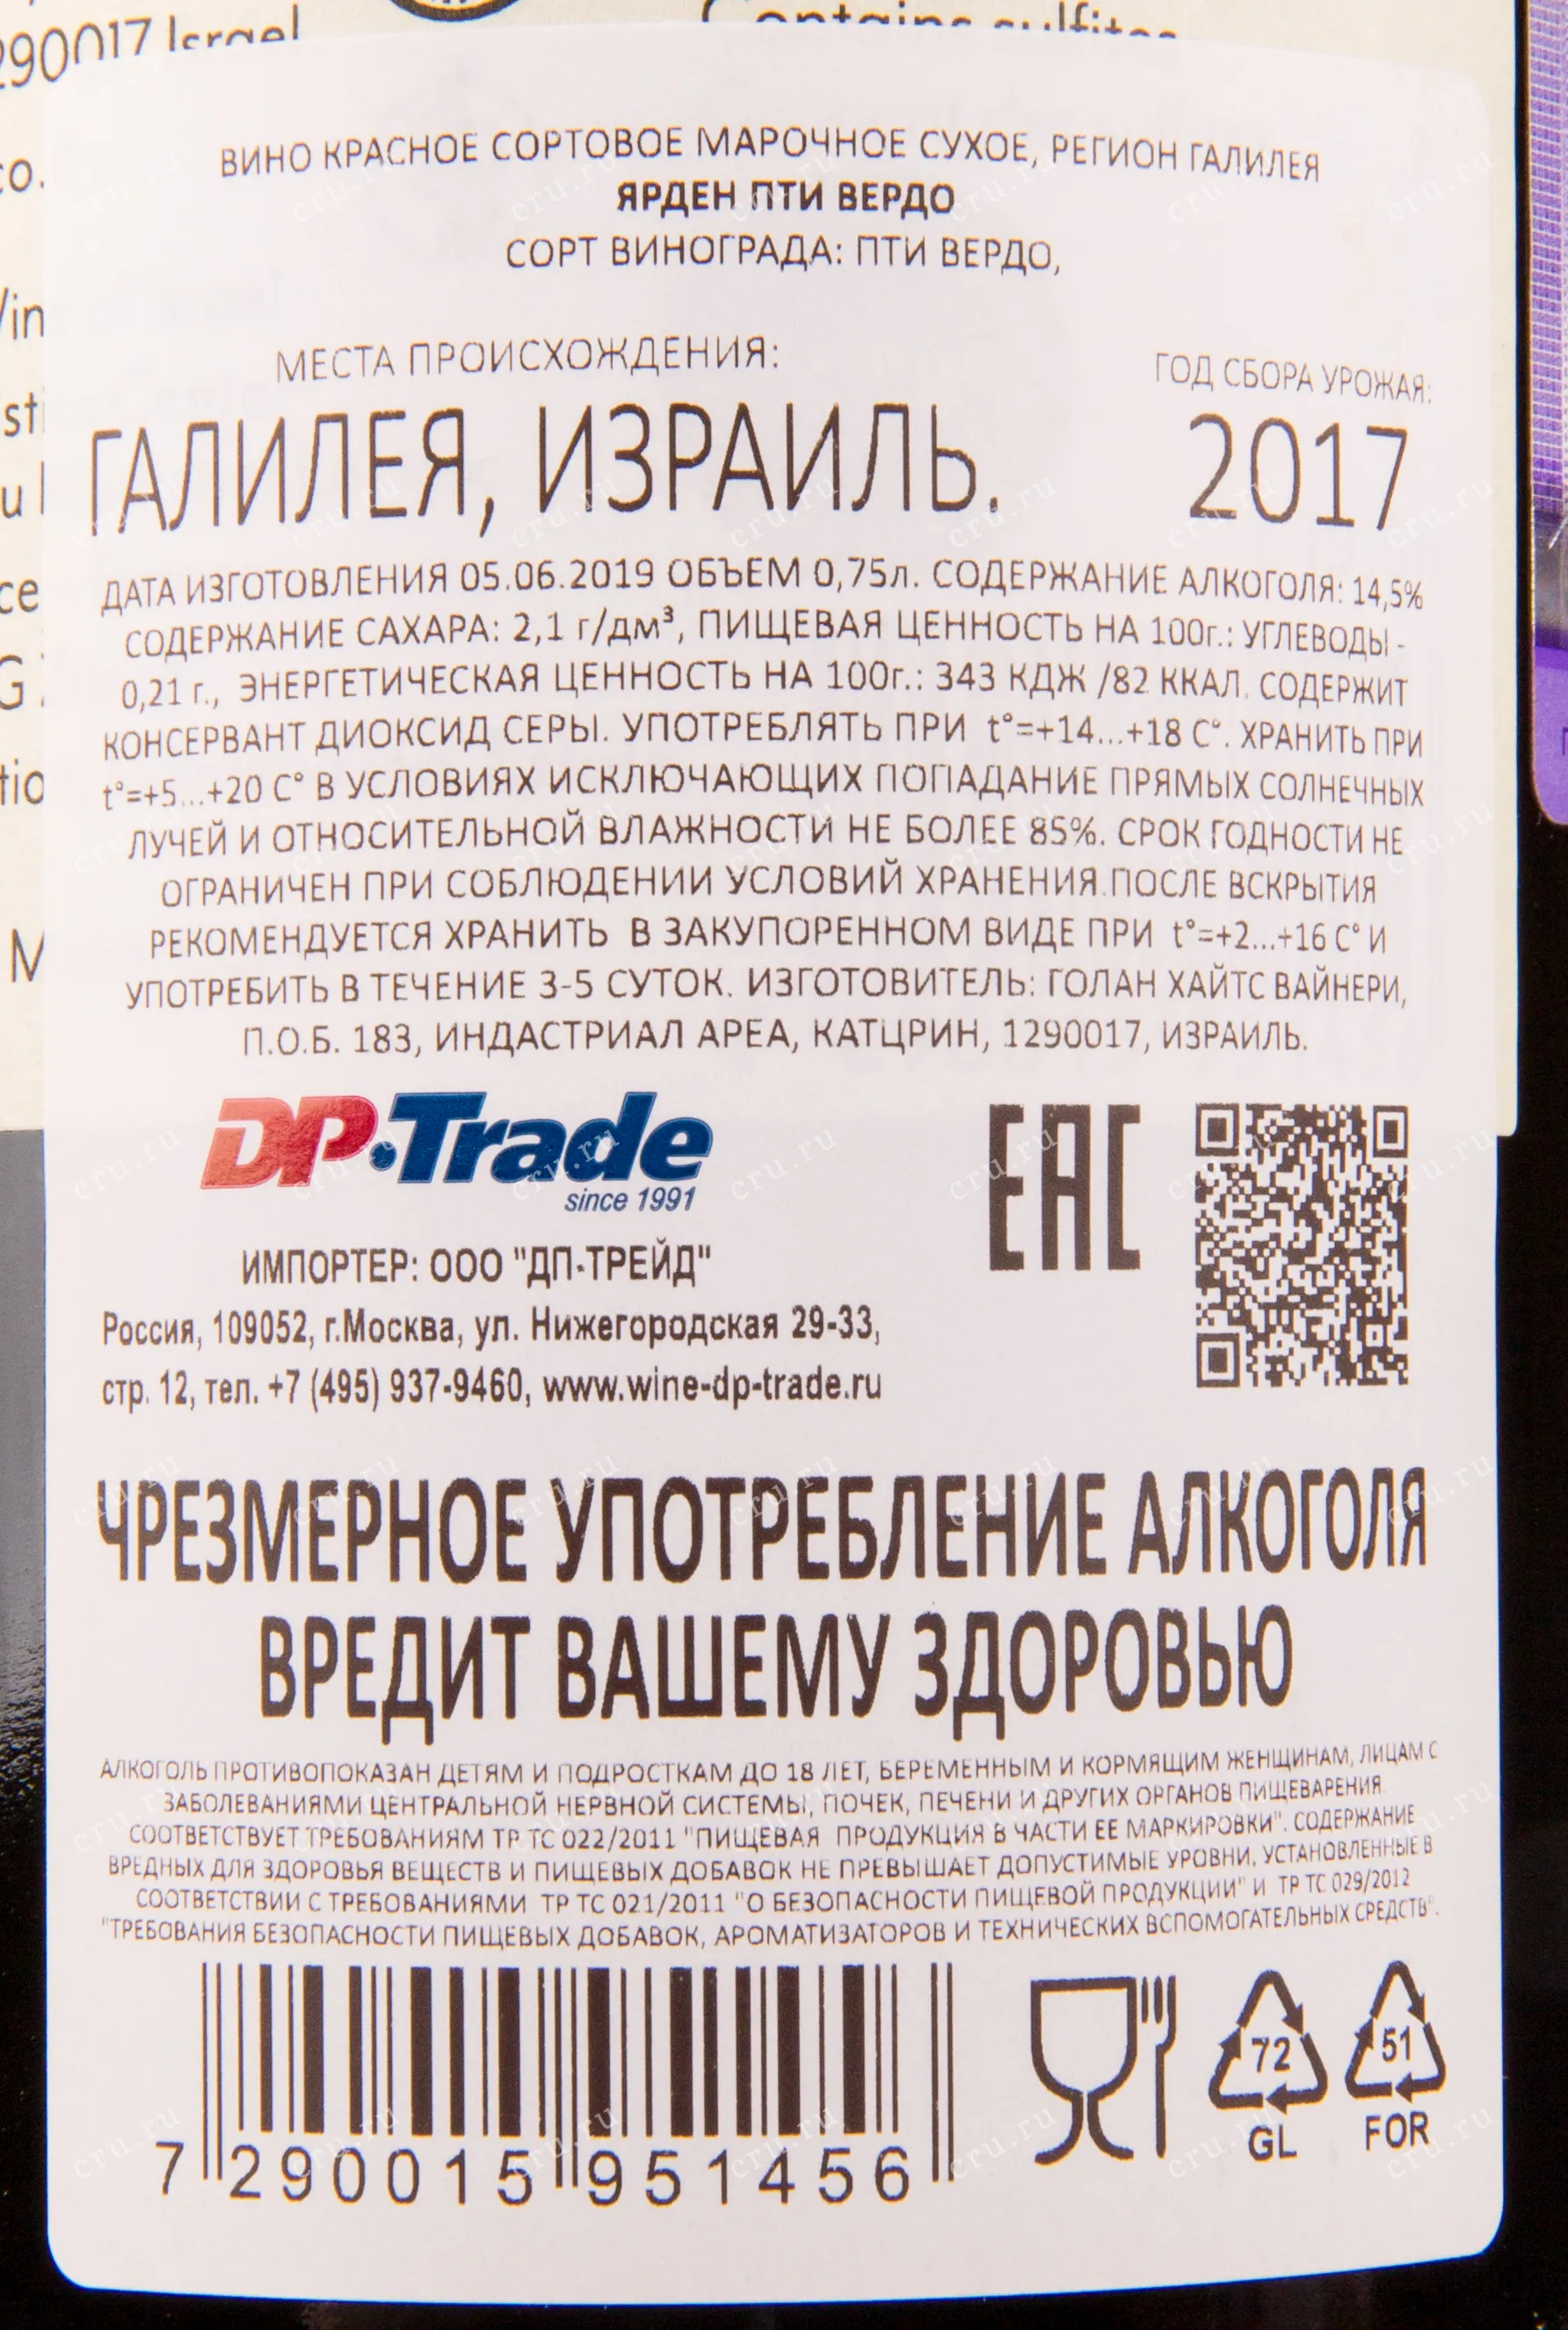 290017 Israel
Contains sulfites
ВИНО КРАСНОЕ СОРТОВОЕ МАРОЧНОЕ СУХОЕ, РЕГИОН ГАЛИЛЕЯ
ЯРДЕН ПТИ ВЕРДО
СОРТ ВИНОГРАДА: ПТИ ВЕРДО,
МЕСТА ПРОИСХОЖДЕНИЯ:
ГАЛИЛЕЯ, ИЗРАИЛЬ.
ГОД СБОРА УРОЖАЯ:
2017
ДАТА ИЗГОТОВЛЕНИЯ 05.06.2019 ОБЪЕМ 0,75л. СОДЕРЖАНИЕ АЛКОГОЛЯ: 14,5%
СОДЕРЖАНИЕ САХАРА: 2,1 г/дм³, ПИЩЕВАЯ ЦЕННОСТЬ НА 100г.: УГЛЕВОДЫ -
0,21 г., ЭНЕРГЕТИЧЕСКАЯ ЦЕННОСТЬ НА 100г.: 343 КДЖ /82 ККАЛ. СОДЕРЖИТ
КОНСЕРВАНТ ДИОКСИД СЕРЫ. УПОТРЕБЛЯТЬ ПРИ t°=+14...+18 С°. ХРАНИТЬ ПРИ
t°=+5...+20 С° В УСЛОВИЯХ ИСКЛЮЧАЮЩИХ ПОПАДАНИЕ ПРЯМЫХ СОЛНЕЧНЫХ
ЛУЧЕЙ И ОТНОСИТЕЛЬНОЙ ВЛАЖНОСТИ НЕ БОЛЕЕ 85%. СРОК ГОДНОСТИ НЕ
ОГРАНИЧЕН ПРИ СОБЛЮДЕНИИ УСЛОВИЙ ХРАНЕНИЯ.ПОСЛЕ ВСКРЫТИЯ
РЕКОМЕНДУЕТСЯ ХРАНИТЬ В ЗАКУПОРЕННОМ ВИДЕ ПРИ t°=+2...+16 С° И
УПОТРЕБИТЬ В ТЕЧЕНИЕ 3-5 СУТОК. ИЗГОТОВИТЕЛЬ: ГОЛАН ХАЙТС ВАЙНЕРИ,
П.О.Б. 183, ИНДАСТРИАЛ АРЕА, КАТЦРИН, 1290017, ИЗРАИЛЬ.
DP·Trade
since 1991
EAC
ИМПОРТЕР: ООО "ДП-ТРЕЙД"
Россия, 109052, г.Москва, ул. Нижегородская 29-33,
стр. 12, тел. +7 (495) 937-9460, www.wine-dp-trade.ru
ЧРЕЗМЕРНОЕ УПОТРЕБЛЕНИЕ АЛКОГОЛЯ
ВРЕДИТ ВАШЕМУ ЗДОРОВЬЮ
АЛКОГОЛЬ ПРОТИВОПОКАЗАН ДЕТЯМ И ПОДРОСТКАМ ДО 18 ЛЕТ, БЕРЕМЕННЫМ И КОРМЯЩИМ ЖЕНЩИНАМ, ЛИЦАМ С
ЗАБОЛЕВАНИЯМИ ЦЕНТРАЛЬНОЙ НЕРВНОЙ СИСТЕМЫ, ПОЧЕК, ПЕЧЕНИ И ДРУГИХ ОРГАНОВ ПИЩЕВАРЕНИЯ.
СООТВЕТСТВУЕТ ТРЕБОВАНИЯМ ТР ТС 022/2011 "ПИЩЕВАЯ ПРОДУКЦИЯ В ЧАСТИ ЕЕ МАРКИРОВКИ". СОДЕРЖАНИЕ
ВРЕДНЫХ ДЛЯ ЗДОРОВЬЯ ВЕЩЕСТВ И ПИЩЕВЫХ ДОБАВОК НЕ ПРЕВЫШАЕТ ДОПУСТИМЫЕ УРОВНИ, УСТАНОВЛЕННЫЕ В
СООТВЕТСТВИИ С ТРЕБОВАНИЯМИ ТР ТС 021/2011 "О БЕЗОПАСНОСТИ ПИЩЕВОЙ ПРОДУКЦИИ" И ТР ТС 029/2012
"ТРЕБОВАНИЯ БЕЗОПАСНОСТИ ПИЩЕВЫХ ДОБАВОК, АРОМАТИЗАТОРОВ И ТЕХНИЧЕСКИХ ВСПОМОГАТЕЛЬНЫХ СРЕДСТВ".
7 290015 951456
72
GL
51
FOR
cru.ru